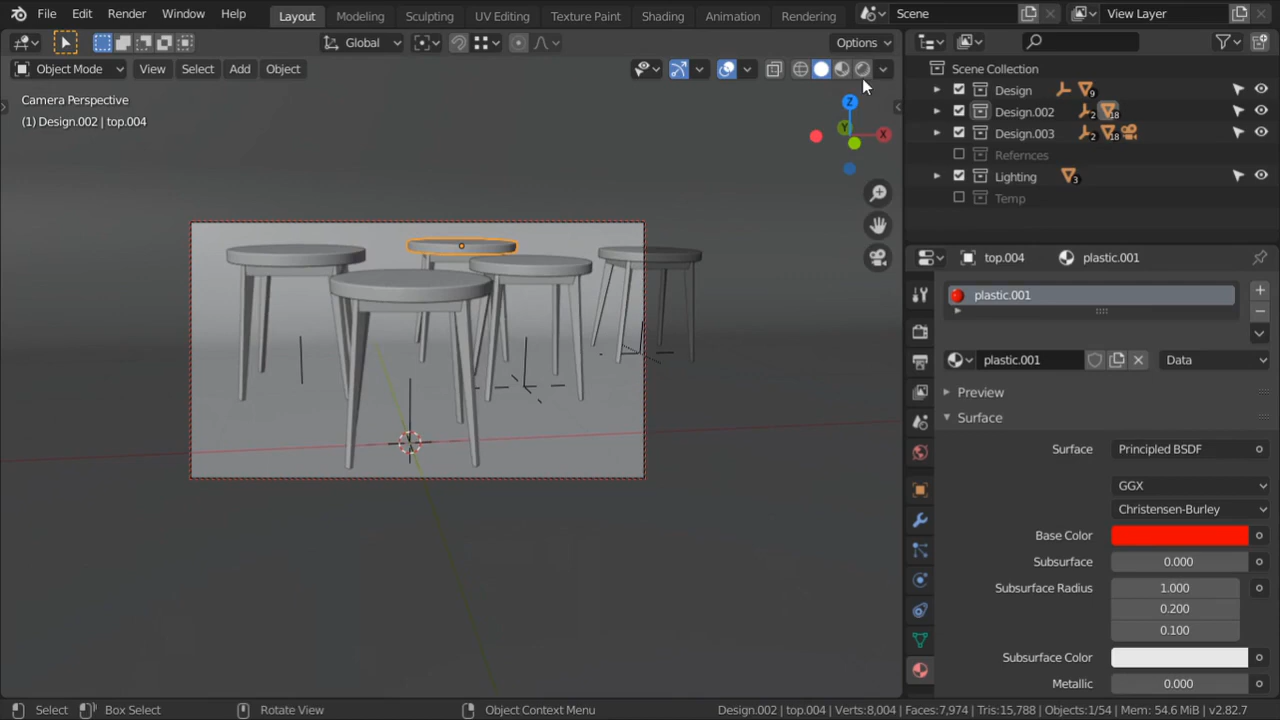 File Edit Render Window Help Layout Modeling Sculpting UV Editing Texture Paint Shading Animation Rendering Scene View Layer
Global Options
Object Mode View Select Add Object
Camera Perspective
(1) Design.002 | top.004
Z
Y
X
Scene Collection
Design 9
Design.002 2 18
Design.003 2 18
Refernces
Lighting 3
Temp
top.004 plastic.001
plastic.001
plastic.001 Data
Preview
Surface
Surface Principled BSDF
GGX
Christensen-Burley
Base Color
Subsurface 0.000
Subsurface Radius 1.000
0.200
0.100
Subsurface Color
Metallic 0.000
Select Box Select Rotate View Object Context Menu Design.002 | top.004 | Verts:8,004 | Faces:7,974 | Tris:15,788 | Objects:1/54 | Mem: 54.6 MiB | v2.82.7